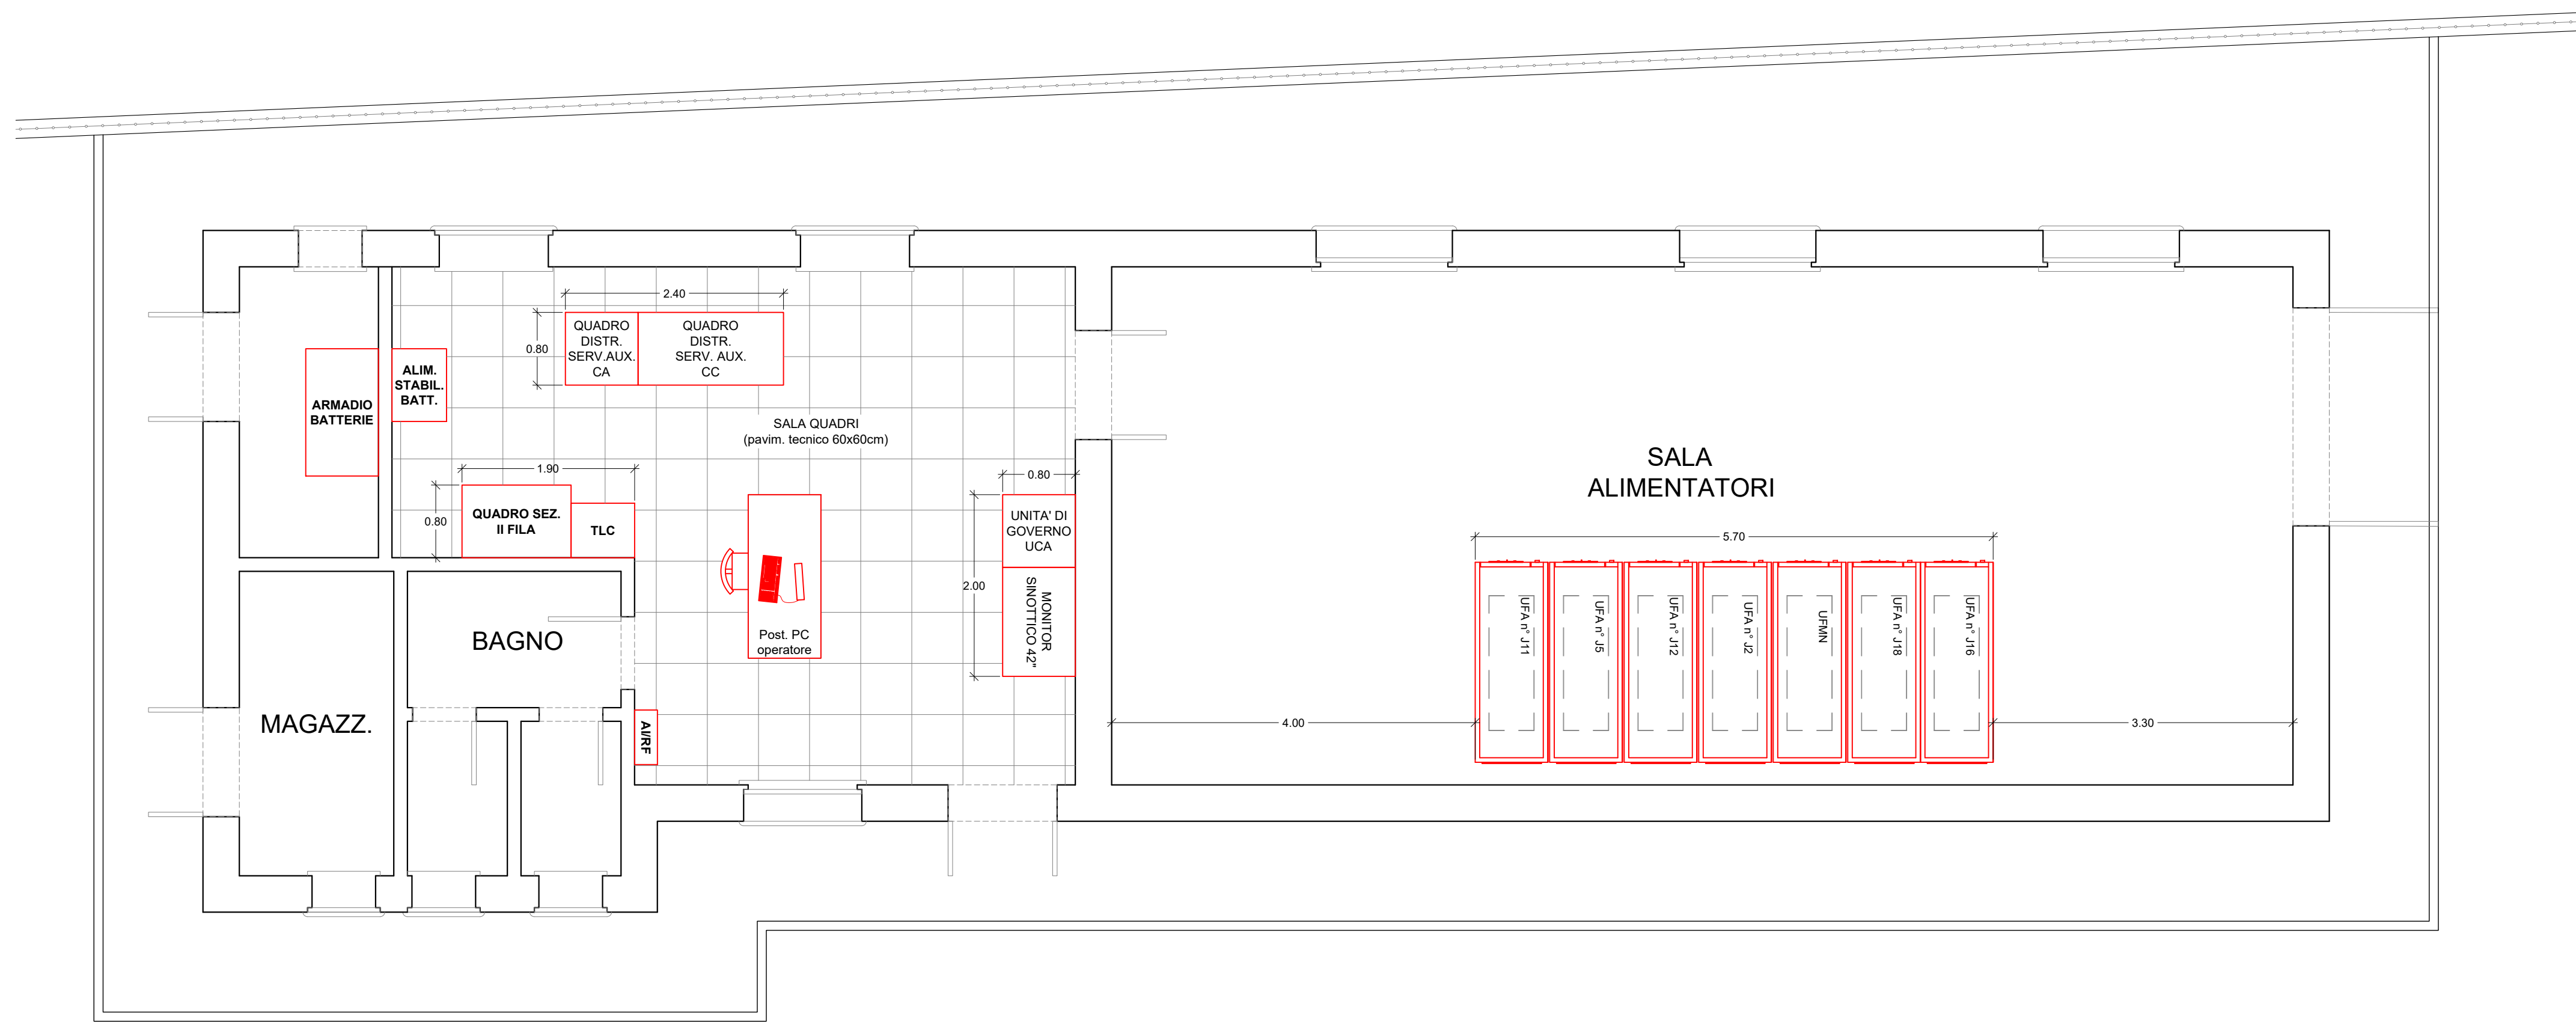 2.40
0.80
QUADRO
DISTR.
SERV.AUX.
CA
QUADRO
DISTR.
SERV. AUX.
CC
ALIM.
STABIL.
BATT.
ARMADIO
BATTERIE
SALA QUADRI
(pavim. tecnico 60x60cm)
1.90
0.80
QUADRO SEZ.
II FILA
TLC
0.80
2.00
UNITA' DI
GOVERNO
UCA
MONITOR
SINOTTICO 42"
Post. PC
operatore
BAGNO
MAGAZZ.
AI/RF
SALA
ALIMENTATORI
5.70
UFA n° J11
UFA n° J5
UFA n° J12
UFA n° J2
UFMN
UFA n° J18
UFA n° J16
4.00
3.30